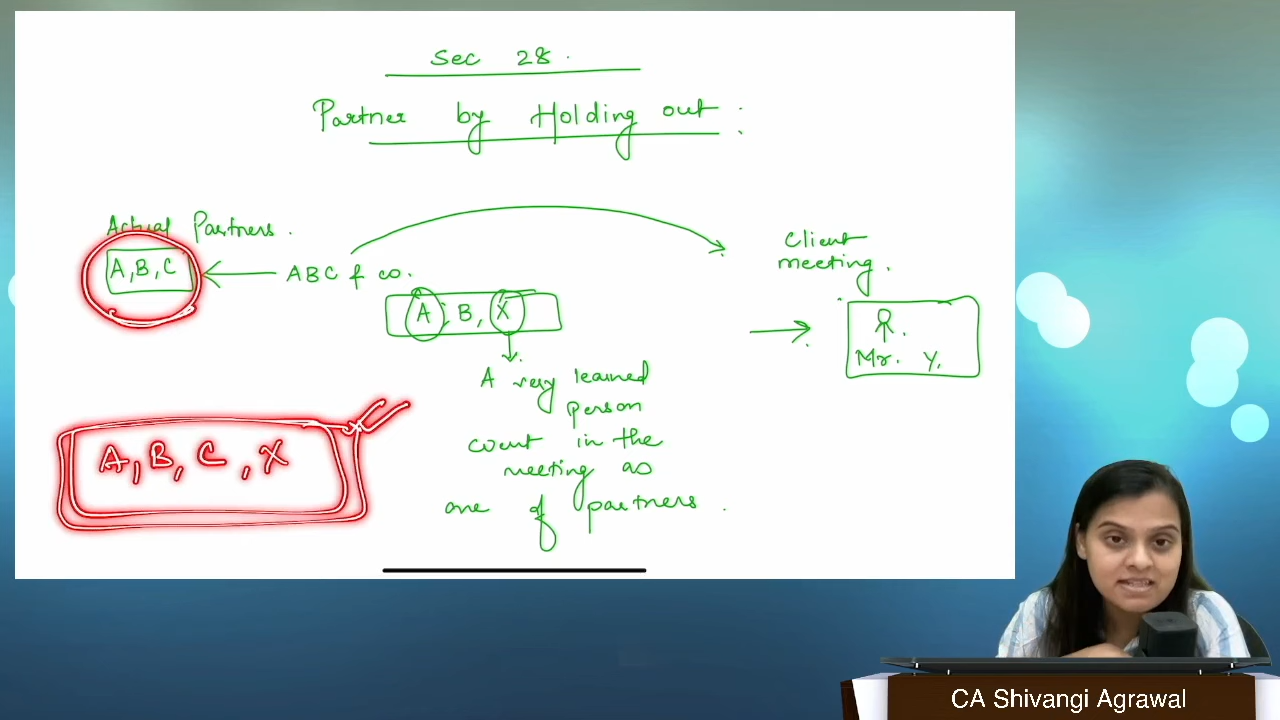 Sec 28.
Partner by Holding out :
Actual Partners.
A, B, C
ABC & co.
A, B, X
Client
meeting.
Mr. Y,
A very learned
person
went in the
meeting as
one of partners.
A, B, C, X
CA Shivangi Agrawal